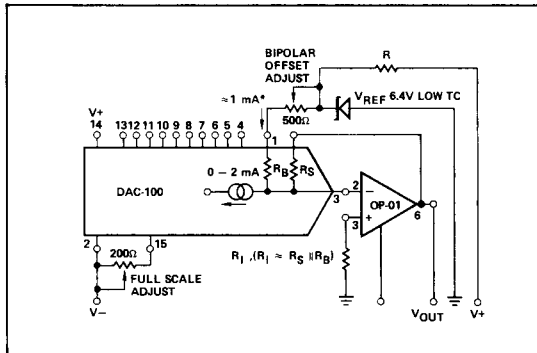 BIPOLAR
OFFSET
ADJUST
R
≈1 mA*
500Ω
VREF 6.4V LOW TC
V+
14 13 12 11 10 9 8 7 6 5 4
1
RB
RS
0 – 2 mA
DAC-100
3
2
–
OP-01
6
+
3
2
200Ω
15
RI ,(RI ≈ RS ||RB)
FULL SCALE
ADJUST
V–
VOUT
V+